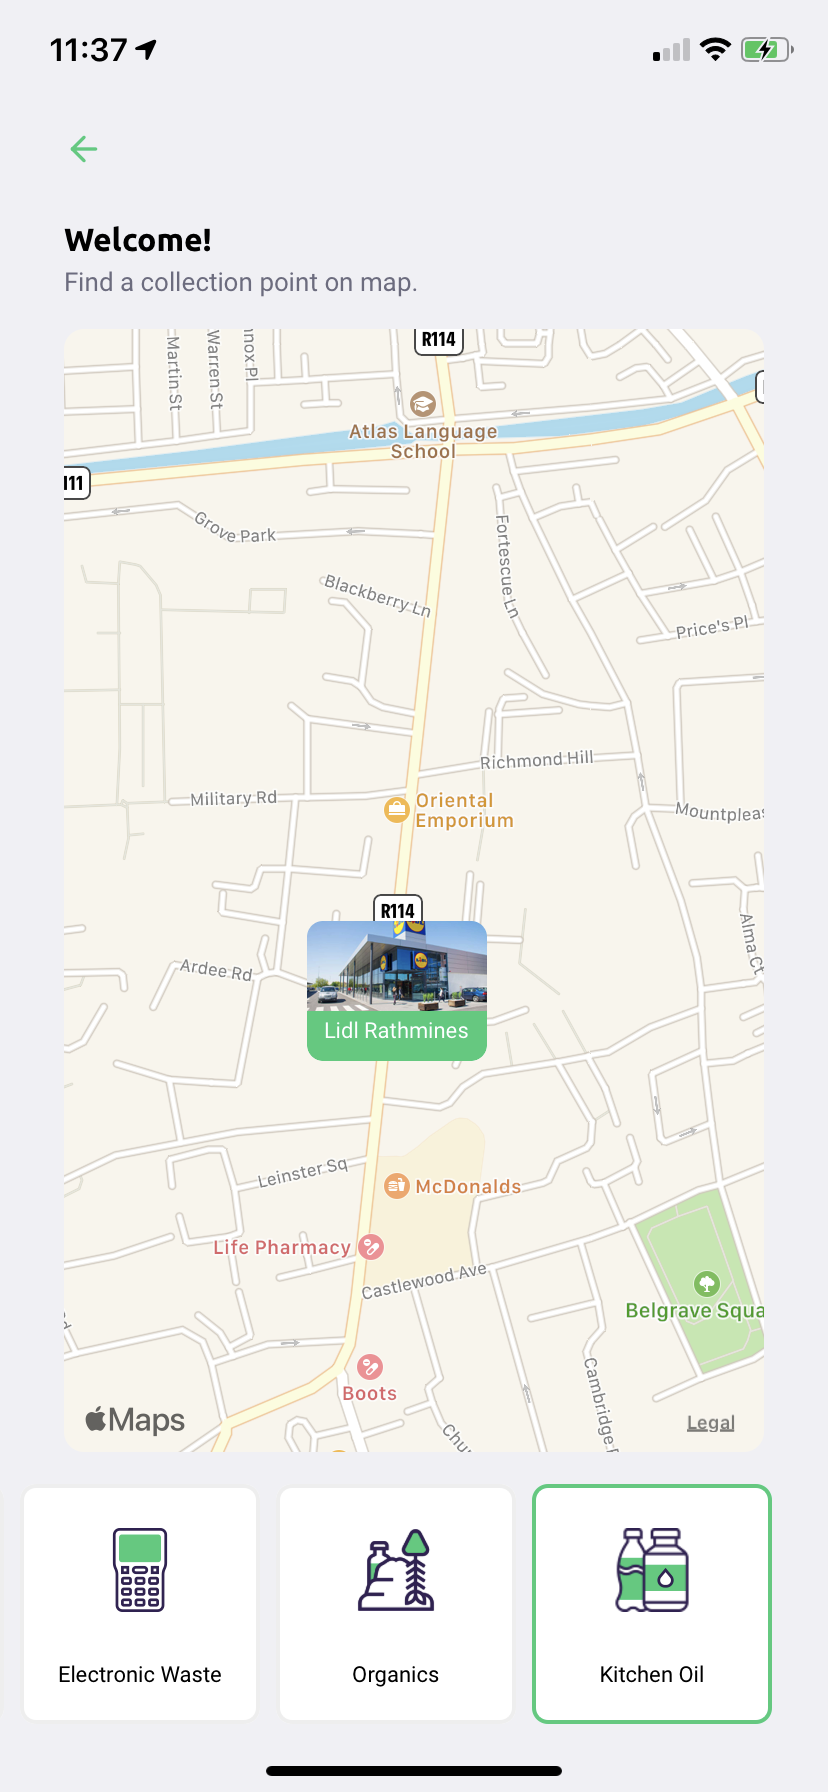 11:37
Welcome!
Find a collection point on map.
R114
Martin St
Warren St
Pl
Atlas Language
School
111
Grove Park
Fortescue Ln
Blackberry Ln
Price's Pl
Richmond Hill
Military Rd
Oriental
Emporium
Mountpleas
R114
Alma Ct
Ardee Rd
Lidl Rathmines
Leinster Sq
McDonalds
Life Pharmacy
Castlewood Ave
Belgrave Squa
Boots
Cambridge
Chu
Maps
Legal
Electronic Waste
Organics
Kitchen Oil